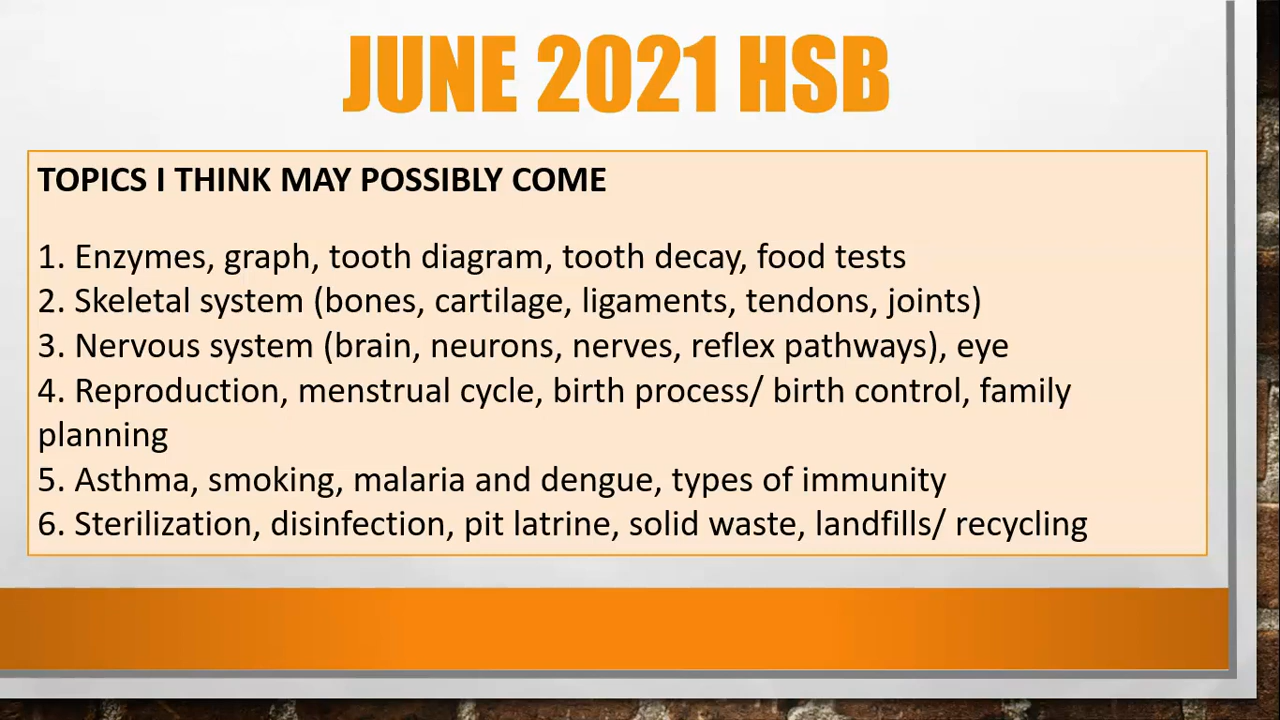 JUNE 2021 HSB
TOPICS I THINK MAY POSSIBLY COME
1. Enzymes, graph, tooth diagram, tooth decay, food tests
2. Skeletal system (bones, cartilage, ligaments, tendons, joints)
3. Nervous system (brain, neurons, nerves, reflex pathways), eye
4. Reproduction, menstrual cycle, birth process/ birth control, family
planning
5. Asthma, smoking, malaria and dengue, types of immunity
6. Sterilization, disinfection, pit latrine, solid waste, landfills/ recycling